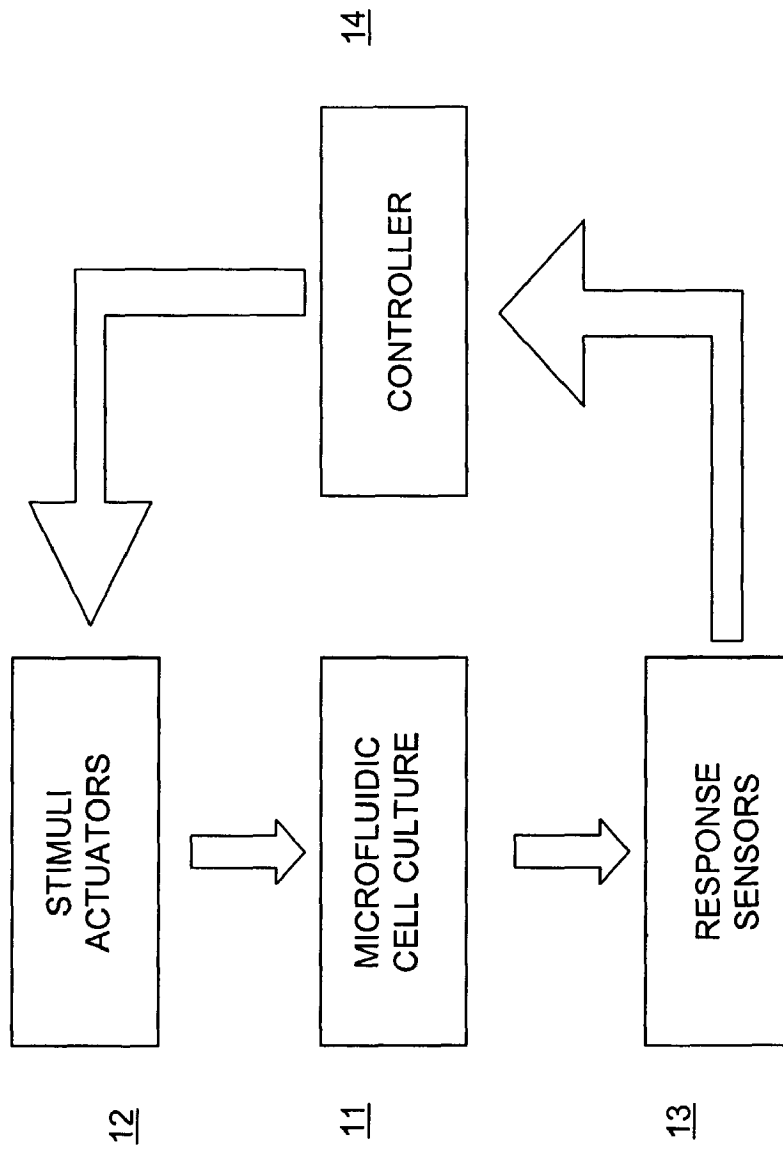 12
STIMULI
ACTUATORS
11
MICROFLUIDIC
CELL CULTURE
CONTROLLER
14
13
RESPONSE
SENSORS